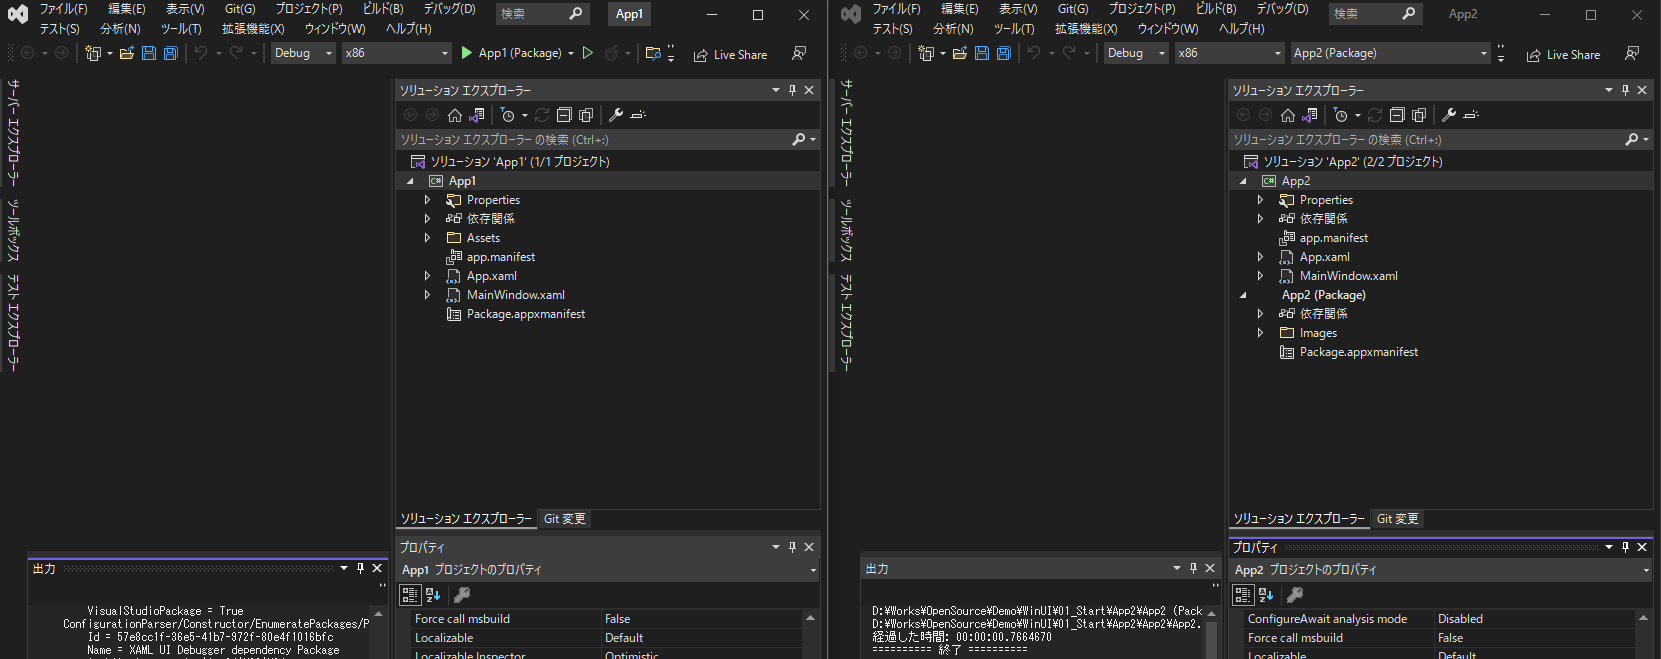 ファイル(F) 編集(E) 表示(V) Git(G) プロジェクト(P) ビルド(B) デバッグ(D) 検索 App1
テスト(S) 分析(N) ツール(T) 拡張機能(X) ウィンドウ(W) ヘルプ(H)
Debug x86 App1 (Package) Live Share
サーバー エクスプローラー
ツールボックス
テスト エクスプローラー
ソリューション エクスプローラー
ソリューション エクスプローラー の検索 (Ctrl+:)
ソリューション 'App1' (1/1 プロジェクト)
C# App1
Properties
依存関係
Assets
app.manifest
App.xaml
MainWindow.xaml
Package.appxmanifest
ソリューション エクスプローラー Git 変更
プロパティ
App1 プロジェクトのプロパティ
Force call msbuild False
Localizable Default
Localizable Inspector Optimistic
出力
VisualStudioPackage = True
ConfigurationParser/Constructor/EnumeratePackages/P
Id = 57e8cc1f-36e5-41b7-972f-80e4f1016bfc
Name = XAML UI Debugger dependency Package
ファイル(F) 編集(E) 表示(V) Git(G) プロジェクト(P) ビルド(B) デバッグ(D) 検索 App2
テスト(S) 分析(N) ツール(T) 拡張機能(X) ウィンドウ(W) ヘルプ(H)
Debug x86 App2 (Package) Live Share
サーバー エクスプローラー
ツールボックス
テスト エクスプローラー
ソリューション エクスプローラー
ソリューション エクスプローラー の検索 (Ctrl+:)
ソリューション 'App2' (2/2 プロジェクト)
C# App2
Properties
依存関係
app.manifest
App.xaml
MainWindow.xaml
App2 (Package)
依存関係
Images
Package.appxmanifest
ソリューション エクスプローラー Git 変更
プロパティ
App2 プロジェクトのプロパティ
ConfigureAwait analysis mode Disabled
Force call msbuild False
Localizable Default
出力
D:¥Works¥OpenSource¥Demo¥WinUI¥01_Start¥App2¥App2 (Pack
D:¥Works¥OpenSource¥Demo¥WinUI¥01_Start¥App2¥App2¥App2.
経過した時間: 00:00:00.7664670
========== 終了 ==========